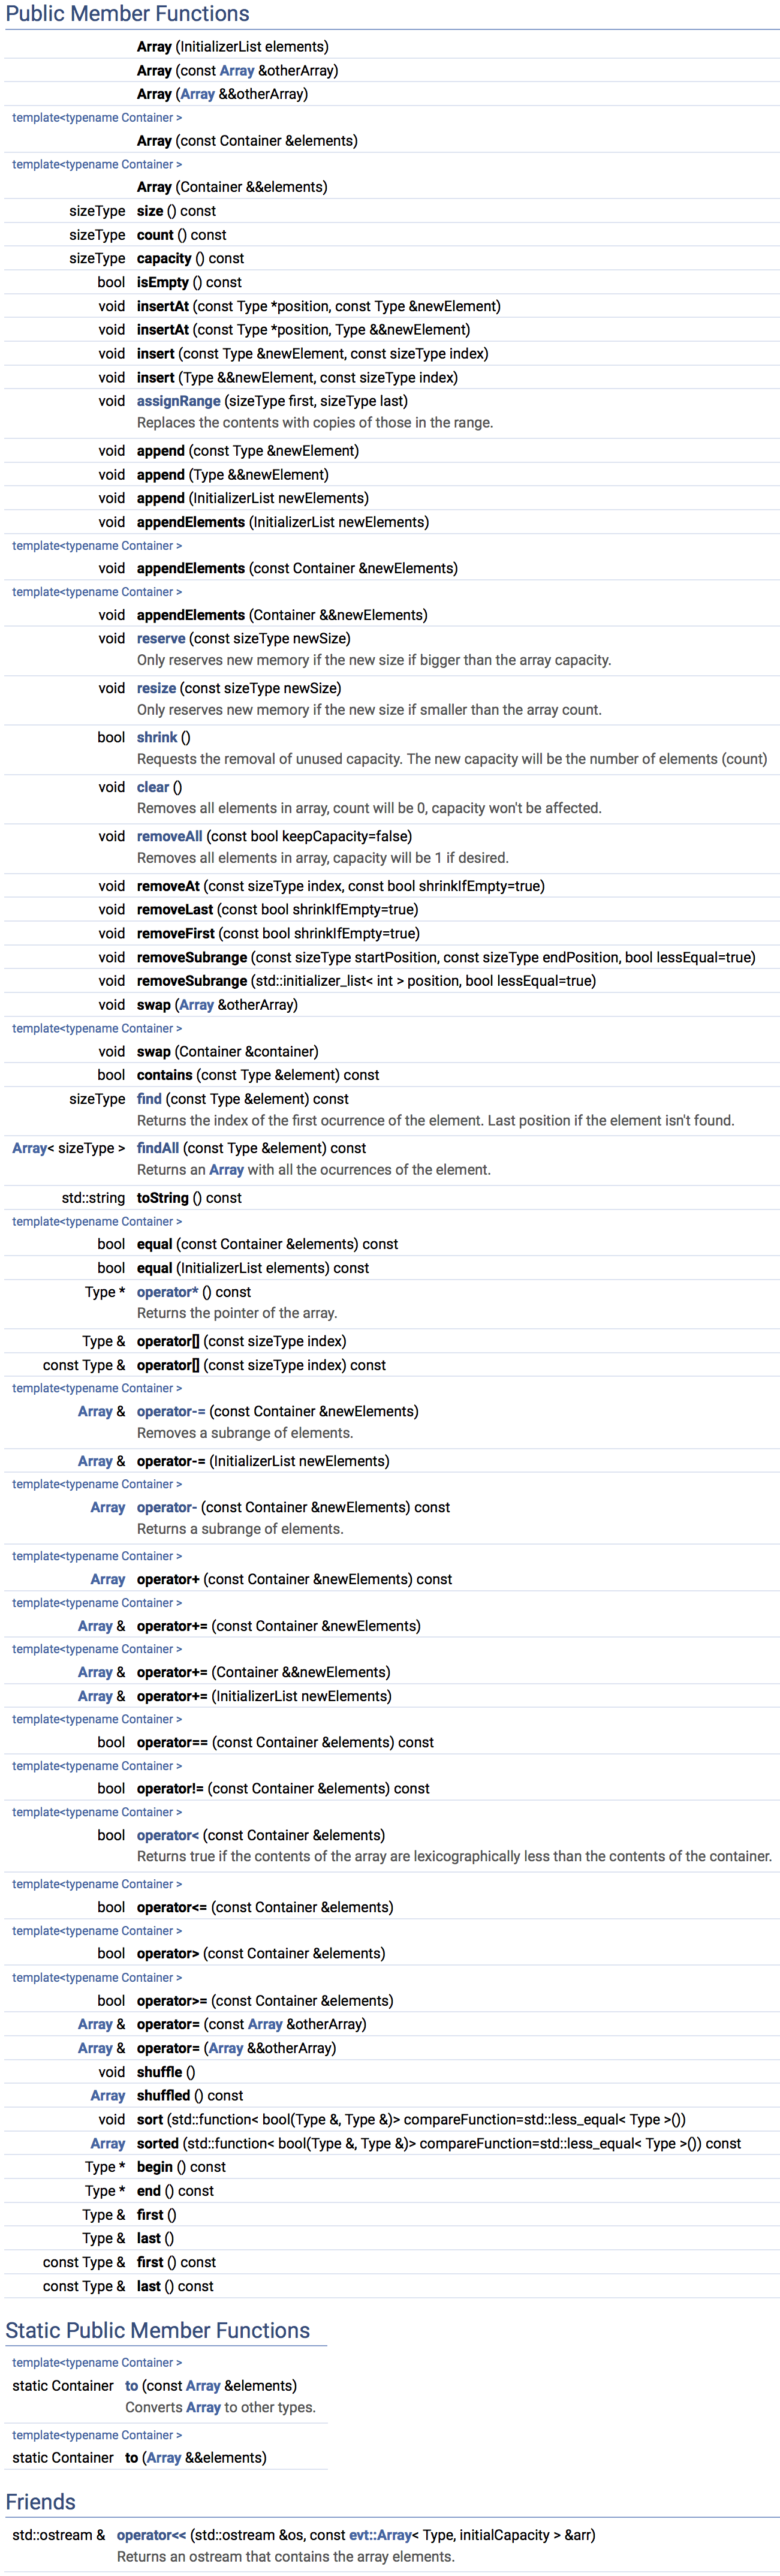 Public Member Functions
Array (InitializerList elements)
Array (const Array &otherArray)
Array (Array &&otherArray)
template<typename Container >
Array (const Container &elements)
template<typename Container >
Array (Container &&elements)
sizeType size () const
sizeType count () const
sizeType capacity () const
bool isEmpty () const
void insertAt (const Type *position, const Type &newElement)
void insertAt (const Type *position, Type &&newElement)
void insert (const Type &newElement, const sizeType index)
void insert (Type &&newElement, const sizeType index)
void assignRange (sizeType first, sizeType last)
Replaces the contents with copies of those in the range.
void append (const Type &newElement)
void append (Type &&newElement)
void append (InitializerList newElements)
void appendElements (InitializerList newElements)
template<typename Container >
void appendElements (const Container &newElements)
template<typename Container >
void appendElements (Container &&newElements)
void reserve (const sizeType newSize)
Only reserves new memory if the new size if bigger than the array capacity.
void resize (const sizeType newSize)
Only reserves new memory if the new size if smaller than the array count.
bool shrink ()
Requests the removal of unused capacity. The new capacity will be the number of elements (count)
void clear ()
Removes all elements in array, count will be 0, capacity won't be affected.
void removeAll (const bool keepCapacity=false)
Removes all elements in array, capacity will be 1 if desired.
void removeAt (const sizeType index, const bool shrinkIfEmpty=true)
void removeLast (const bool shrinkIfEmpty=true)
void removeFirst (const bool shrinkIfEmpty=true)
void removeSubrange (const sizeType startPosition, const sizeType endPosition, bool lessEqual=true)
void removeSubrange (std::initializer_list< int > position, bool lessEqual=true)
void swap (Array &otherArray)
template<typename Container >
void swap (Container &container)
bool contains (const Type &element) const
sizeType find (const Type &element) const
Returns the index of the first ocurrence of the element. Last position if the element isn't found.
Array< sizeType > findAll (const Type &element) const
Returns an Array with all the ocurrences of the element.
std::string toString () const
template<typename Container >
bool equal (const Container &elements) const
bool equal (InitializerList elements) const
Type * operator* () const
Returns the pointer of the array.
Type & operator[] (const sizeType index)
const Type & operator[] (const sizeType index) const
template<typename Container >
Array & operator-= (const Container &newElements)
Removes a subrange of elements.
Array & operator-= (InitializerList newElements)
template<typename Container >
Array operator- (const Container &newElements) const
Returns a subrange of elements.
template<typename Container >
Array operator+ (const Container &newElements) const
template<typename Container >
Array & operator+= (const Container &newElements)
template<typename Container >
Array & operator+= (Container &&newElements)
Array & operator+= (InitializerList newElements)
template<typename Container >
bool operator== (const Container &elements) const
template<typename Container >
bool operator!= (const Container &elements) const
template<typename Container >
bool operator< (const Container &elements)
Returns true if the contents of the array are lexicographically less than the contents of the container.
template<typename Container >
bool operator<= (const Container &elements)
template<typename Container >
bool operator> (const Container &elements)
template<typename Container >
bool operator>= (const Container &elements)
Array & operator= (const Array &otherArray)
Array & operator= (Array &&otherArray)
void shuffle ()
Array shuffled () const
void sort (std::function< bool(Type &, Type &)> compareFunction=std::less_equal< Type >())
Array sorted (std::function< bool(Type &, Type &)> compareFunction=std::less_equal< Type >()) const
Type * begin () const
Type * end () const
Type & first ()
Type & last ()
const Type & first () const
const Type & last () const
Static Public Member Functions
template<typename Container >
static Container to (const Array &elements)
Converts Array to other types.
template<typename Container >
static Container to (Array &&elements)
Friends
std::ostream & operator<< (std::ostream &os, const evt::Array< Type, initialCapacity > &arr)
Returns an ostream that contains the array elements.